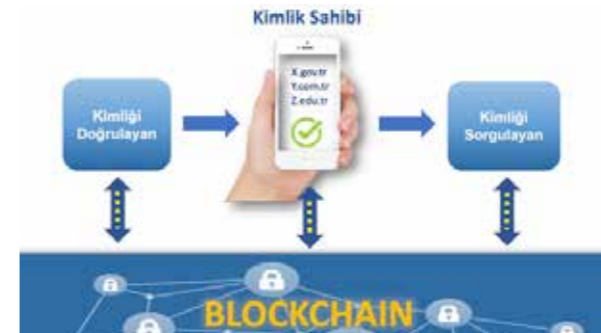 Kimlik Sahibi
X.gov.tr
Y.com.tr
Z.edu.tr
Kimliği
Doğrulayan
Kimliği
Sorgulayan
BLOCKCHAIN